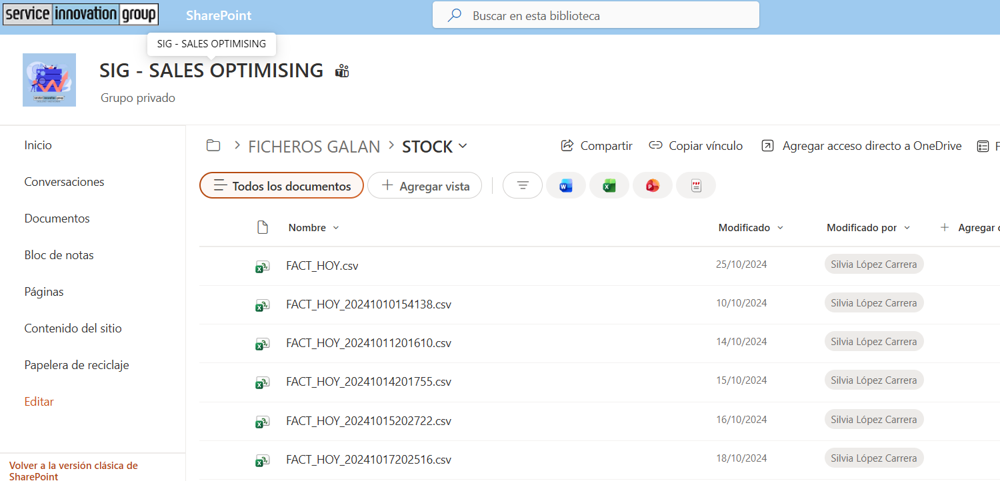 service innovation group
SharePoint
Buscar en esta biblioteca
SIG - SALES OPTIMISING
SIG - SALES OPTIMISING
Grupo privado
Inicio
Conversaciones
Documentos
Bloc de notas
Páginas
Contenido del sitio
Papelera de reciclaje
Editar
Volver a la versión clásica de
SharePoint
FICHEROS GALAN > STOCK
Compartir
Copiar vínculo
Agregar acceso directo a OneDrive
Todos los documentos
Agregar vista
Nombre Modificado Modificado por Agregar
FACT_HOY.csv 25/10/2024 Silvia López Carrera
FACT_HOY_20241010154138.csv 10/10/2024 Silvia López Carrera
FACT_HOY_20241011201610.csv 14/10/2024 Silvia López Carrera
FACT_HOY_20241014201755.csv 15/10/2024 Silvia López Carrera
FACT_HOY_20241015202722.csv 16/10/2024 Silvia López Carrera
FACT_HOY_20241017202516.csv 18/10/2024 Silvia López Carrera